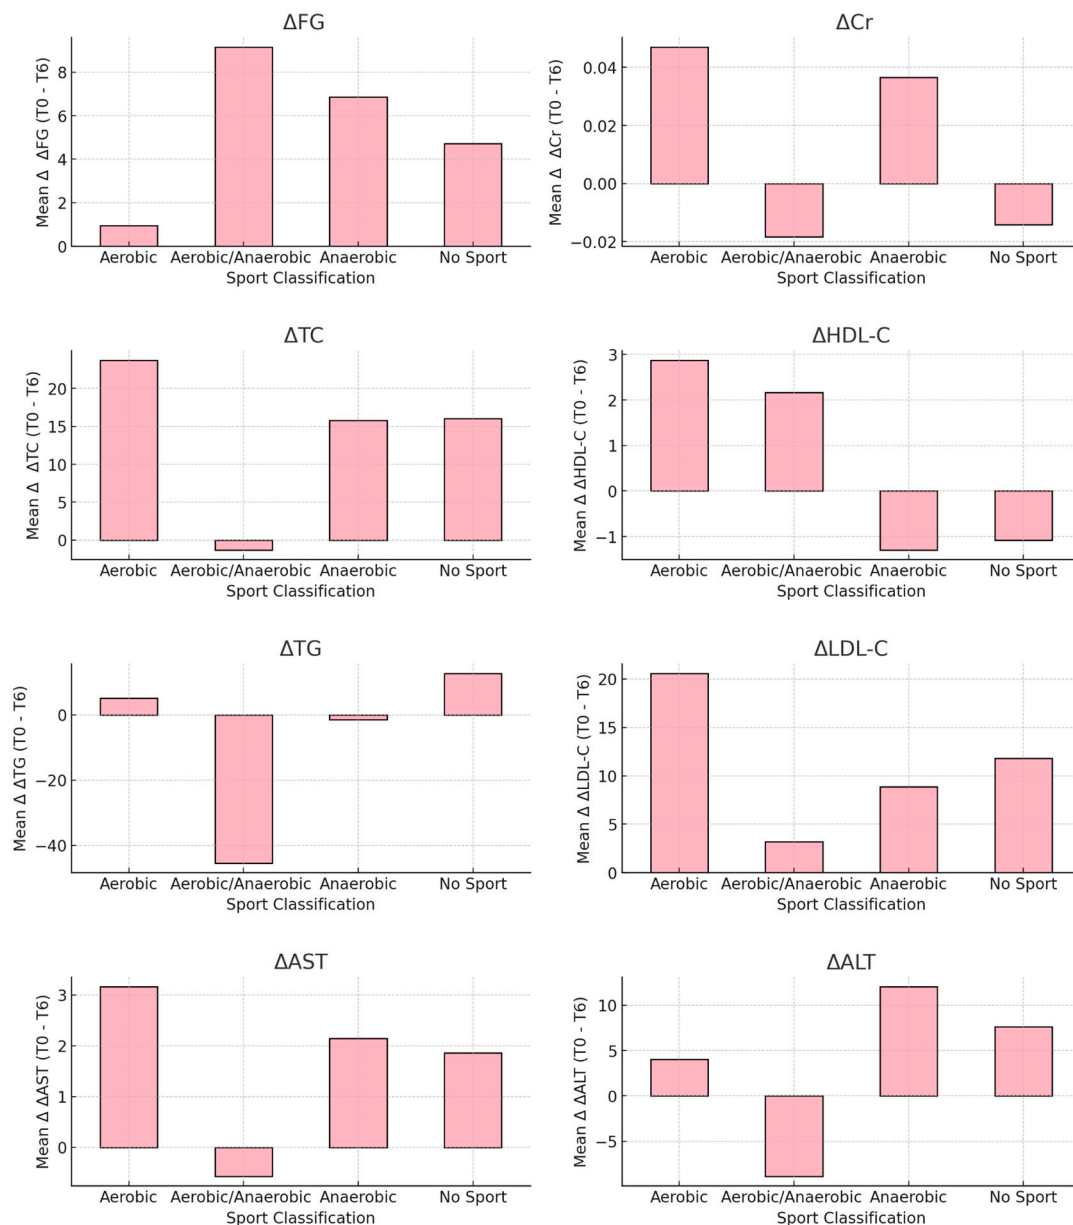 ΔFG
Mean Δ ΔFG (T0 - T6)
8
6
4
2
0
Aerobic Aerobic/Anaerobic Anaerobic No Sport
Sport Classification
ΔCr
Mean Δ ΔCr (T0 - T6)
0.04
0.02
0.00
−0.02
Aerobic Aerobic/Anaerobic Anaerobic No Sport
Sport Classification
ΔTC
Mean Δ ΔTC (T0 - T6)
20
15
10
5
0
Aerobic Aerobic/Anaerobic Anaerobic No Sport
Sport Classification
ΔHDL-C
Mean Δ ΔHDL-C (T0 - T6)
3
2
1
0
−1
Aerobic Aerobic/Anaerobic Anaerobic No Sport
Sport Classification
ΔTG
Mean Δ ΔTG (T0 - T6)
0
−20
−40
Aerobic Aerobic/Anaerobic Anaerobic No Sport
Sport Classification
ΔLDL-C
Mean Δ ΔLDL-C (T0 - T6)
20
15
10
5
0
Aerobic Aerobic/Anaerobic Anaerobic No Sport
Sport Classification
ΔAST
Mean Δ ΔAST (T0 - T6)
3
2
1
0
Aerobic Aerobic/Anaerobic Anaerobic No Sport
Sport Classification
ΔALT
Mean Δ ΔALT (T0 - T6)
10
5
0
−5
Aerobic Aerobic/Anaerobic Anaerobic No Sport
Sport Classification